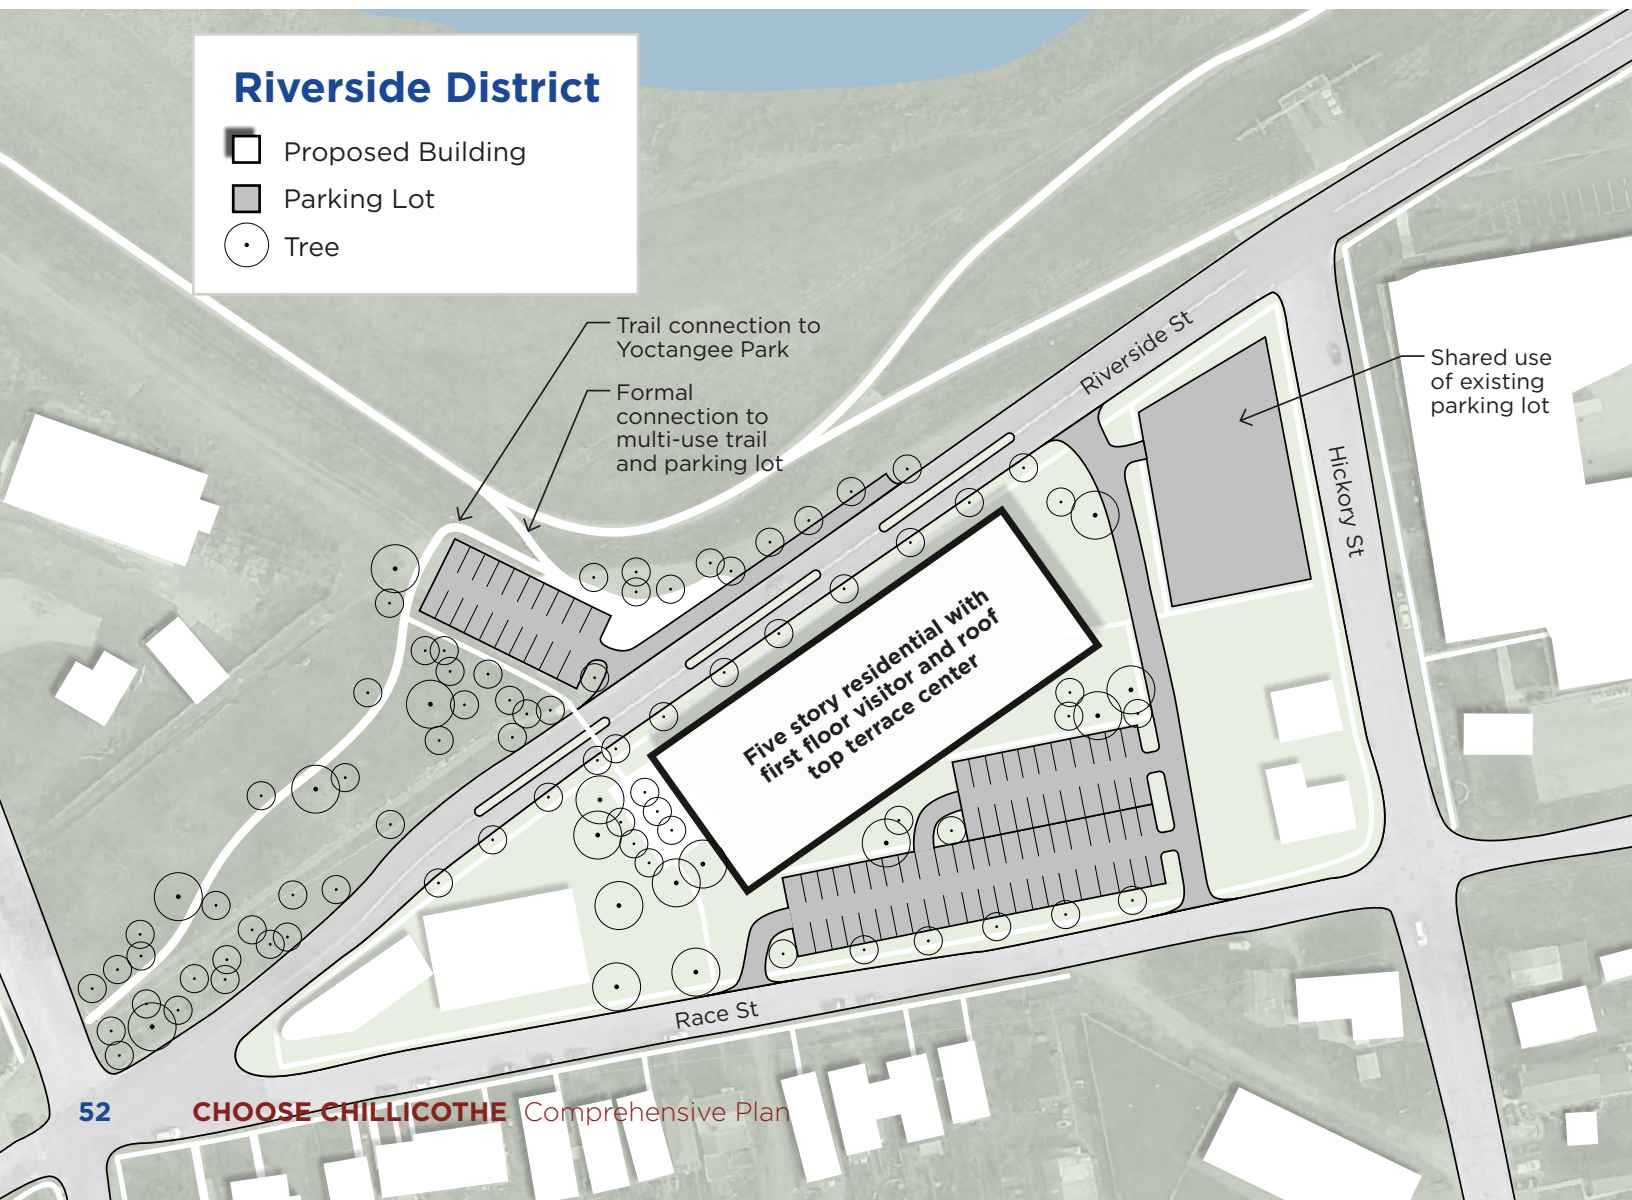 Riverside District
Proposed Building
Parking Lot
Tree
Trail connection to
Yoctangee Park
Formal
connection to
multi-use trail
and parking lot
Riverside St
Shared use
of existing
parking lot
Hickory St
Five story residential with
first floor visitor and roof
top terrace center
Race St
52 CHOOSE CHILLICOTHE Comprehensive Plan